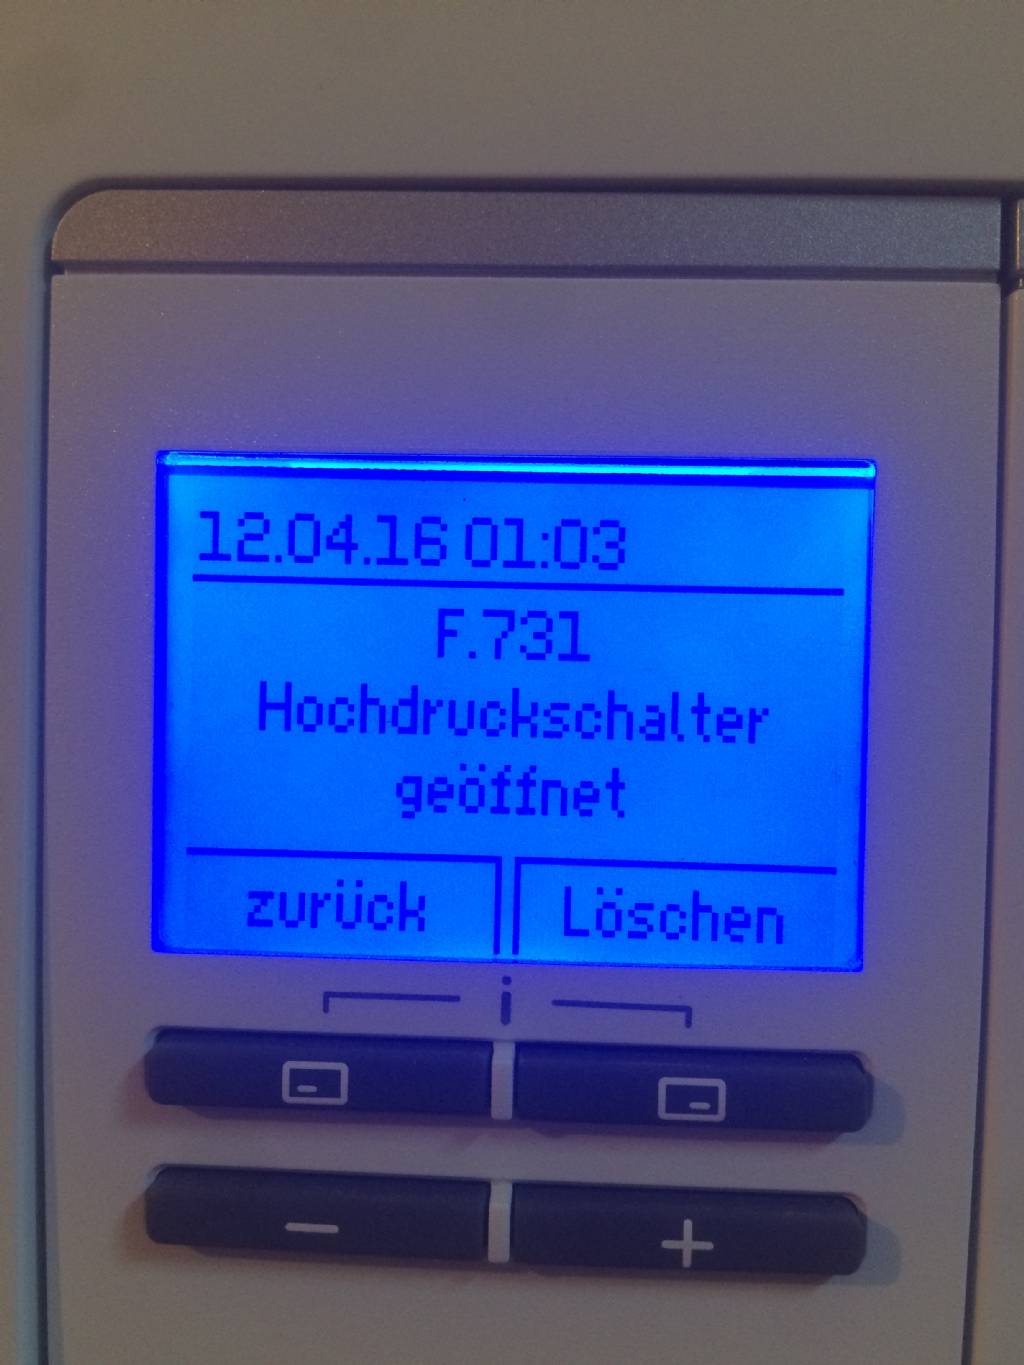 12.04.16 01:03
F.731
Hochdruckschalter
geöffnet
zurück Löschen
i
- +